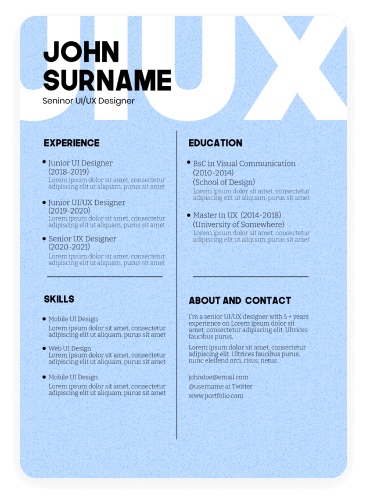 UIUX
JOHN
SURNAME
Seninor UI/UX Designer
EXPERIENCE
Junior UI Designer
(2018-2019)
Lorem ipsum dolor sit amet, consectetur
adipiscing elit ut aliquam, purus sit amet
Junior UI/UX Designer
(2019-2020)
Lorem ipsum dolor sit amet, consectetur
adipiscing elit ut aliquam, purus sit amet
Senior UX Designer
(2020-2021)
Lorem ipsum dolor sit amet, consectetur
adipiscing elit ut aliquam, purus sit amet
SKILLS
Mobile UI Design
Lorem ipsum dolor sit amet, consectetur
adipiscing elit ut aliquam, purus sit amet
Web UI Design
Lorem ipsum dolor sit amet, consectetur
adipiscing elit ut aliquam, purus sit amet
Mobile UI Design
Lorem ipsum dolor sit amet, consectetur
adipiscing elit ut aliquam, purus sit amet
EDUCATION
BsC in Visual Communication
(2010-2014)
(School of Design)
Lorem ipsum dolor sit amet, consectetur
adipiscing elit ut aliquam, purus sit amet
Master in UX (2014-2018)
(University of Somewhere)
Lorem ipsum dolor sit amet, consectetur
adipiscing elit ut aliquam, purus sit amet
ABOUT AND CONTACT
I'm a senior UI/UX designer with 5 + years
experience on Lorem ipsum dolor sit
amet, consectetur adipiscing elit ut
faucibus purus.
Lorem ipsum dolor sit amet, consectetur
adipiscing elit. Ultrices faucibus purus,
nunc eleifend orci, risus, netus.
johndoe@email.com
@username at Twitter
www.portfolio.com